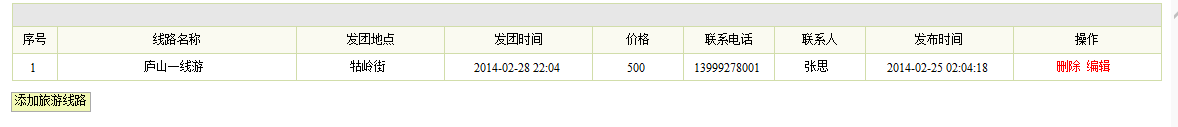 序号 线路名称 发团地点 发团时间 价格 联系电话 联系人 发布时间 操作
1 庐山一线游 牯岭街 2014-02-28 22:04 500 13999278001 张思 2014-02-25 02:04:18 删除 编辑
添加旅游线路